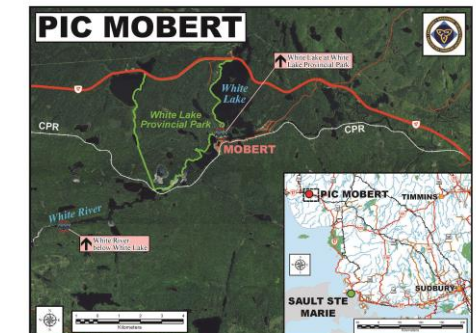 PIC MOBERT
White Lake at White
Lake Provincial Park
White
Lake
White Lake
Provincial Park
CPR
CPR
MOBERT
White River
White River
below White Lake
Kilometers
PIC MOBERT
TIMMINS
SUDBURY
SAULT STE
MARIE